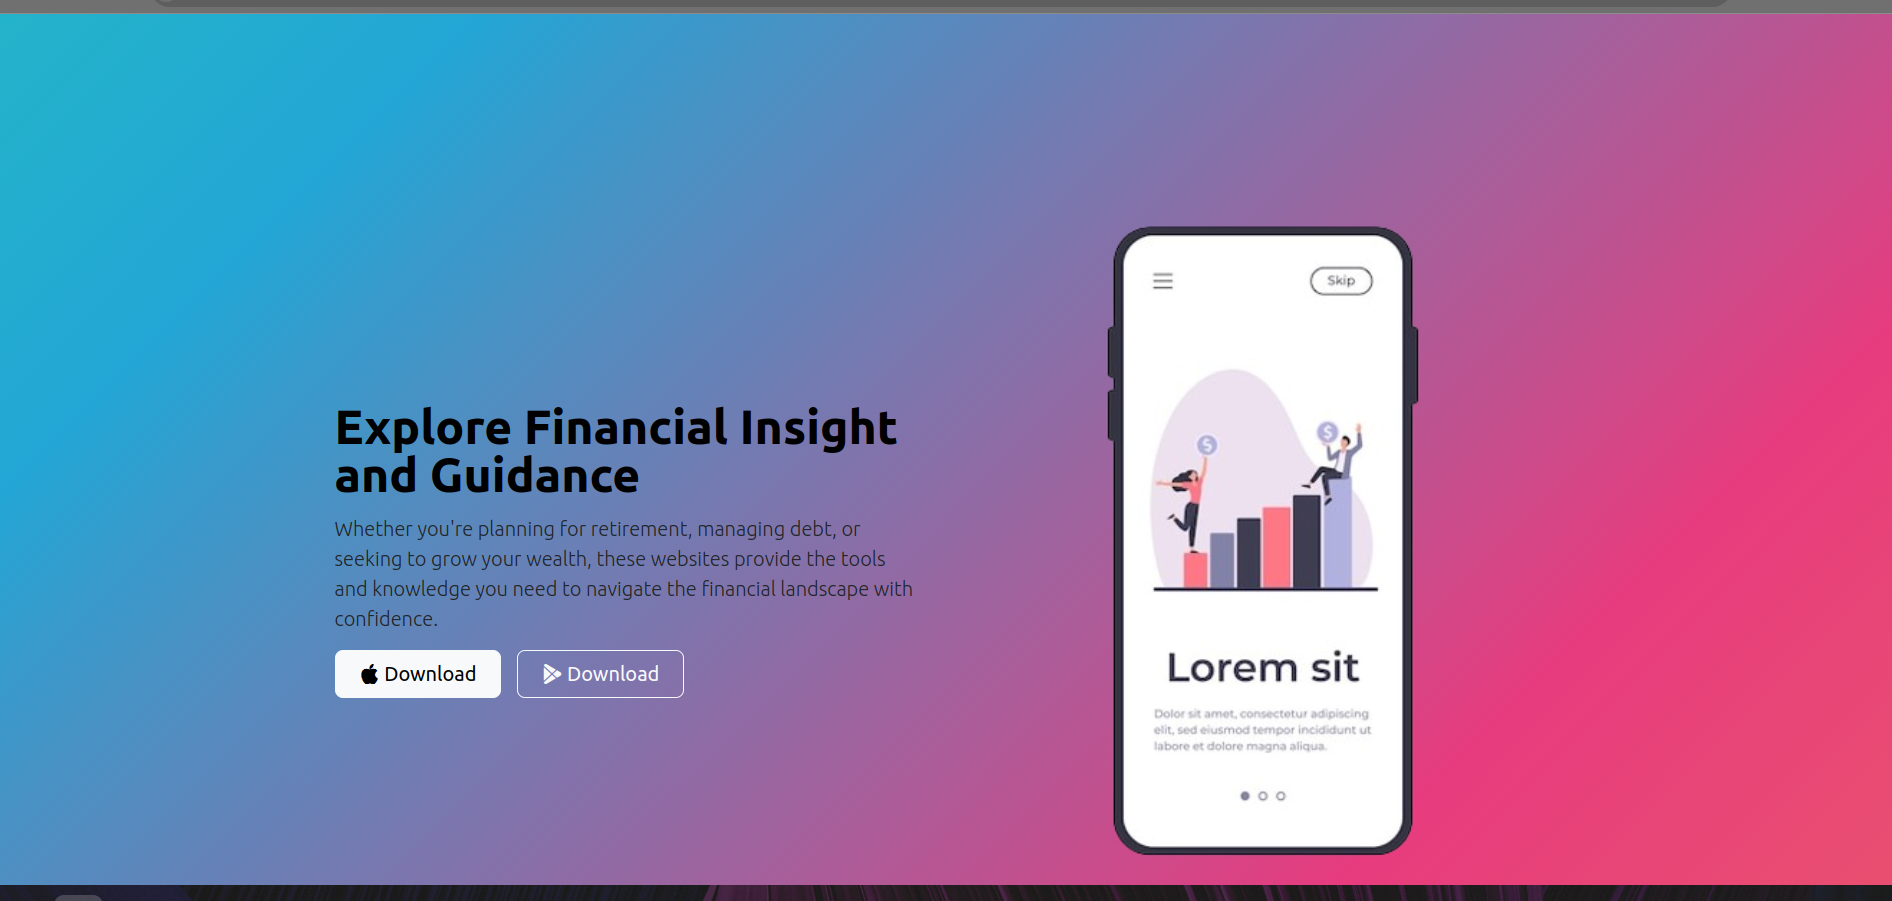 Explore Financial Insight
and Guidance
Whether you're planning for retirement, managing debt, or
seeking to grow your wealth, these websites provide the tools
and knowledge you need to navigate the financial landscape with
confidence.
Download
Download
Skip
$
$
Lorem sit
Dolor sit amet, consectetur adipiscing
elit, sed eiusmod tempor incididunt ut
labore et dolore magna aliqua.